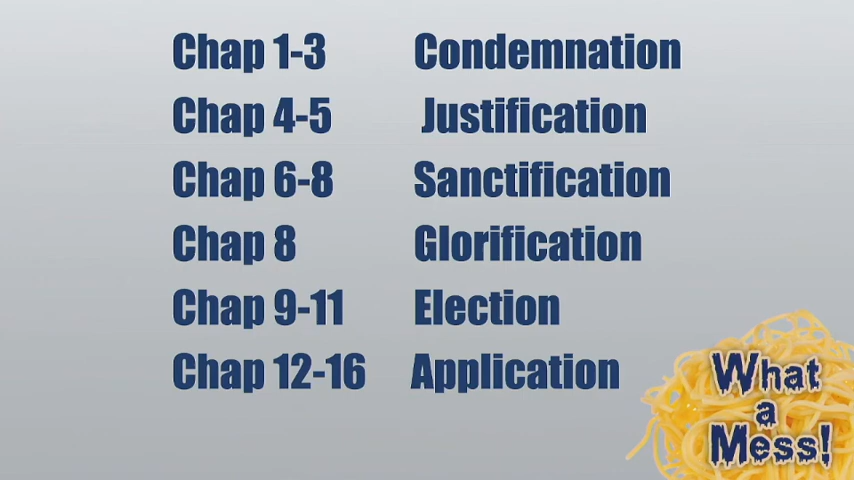 Chap 1-3 Condemnation
Chap 4-5 Justification
Chap 6-8 Sanctification
Chap 8 Glorification
Chap 9-11 Election
Chap 12-16 Application
What
a
Mess!